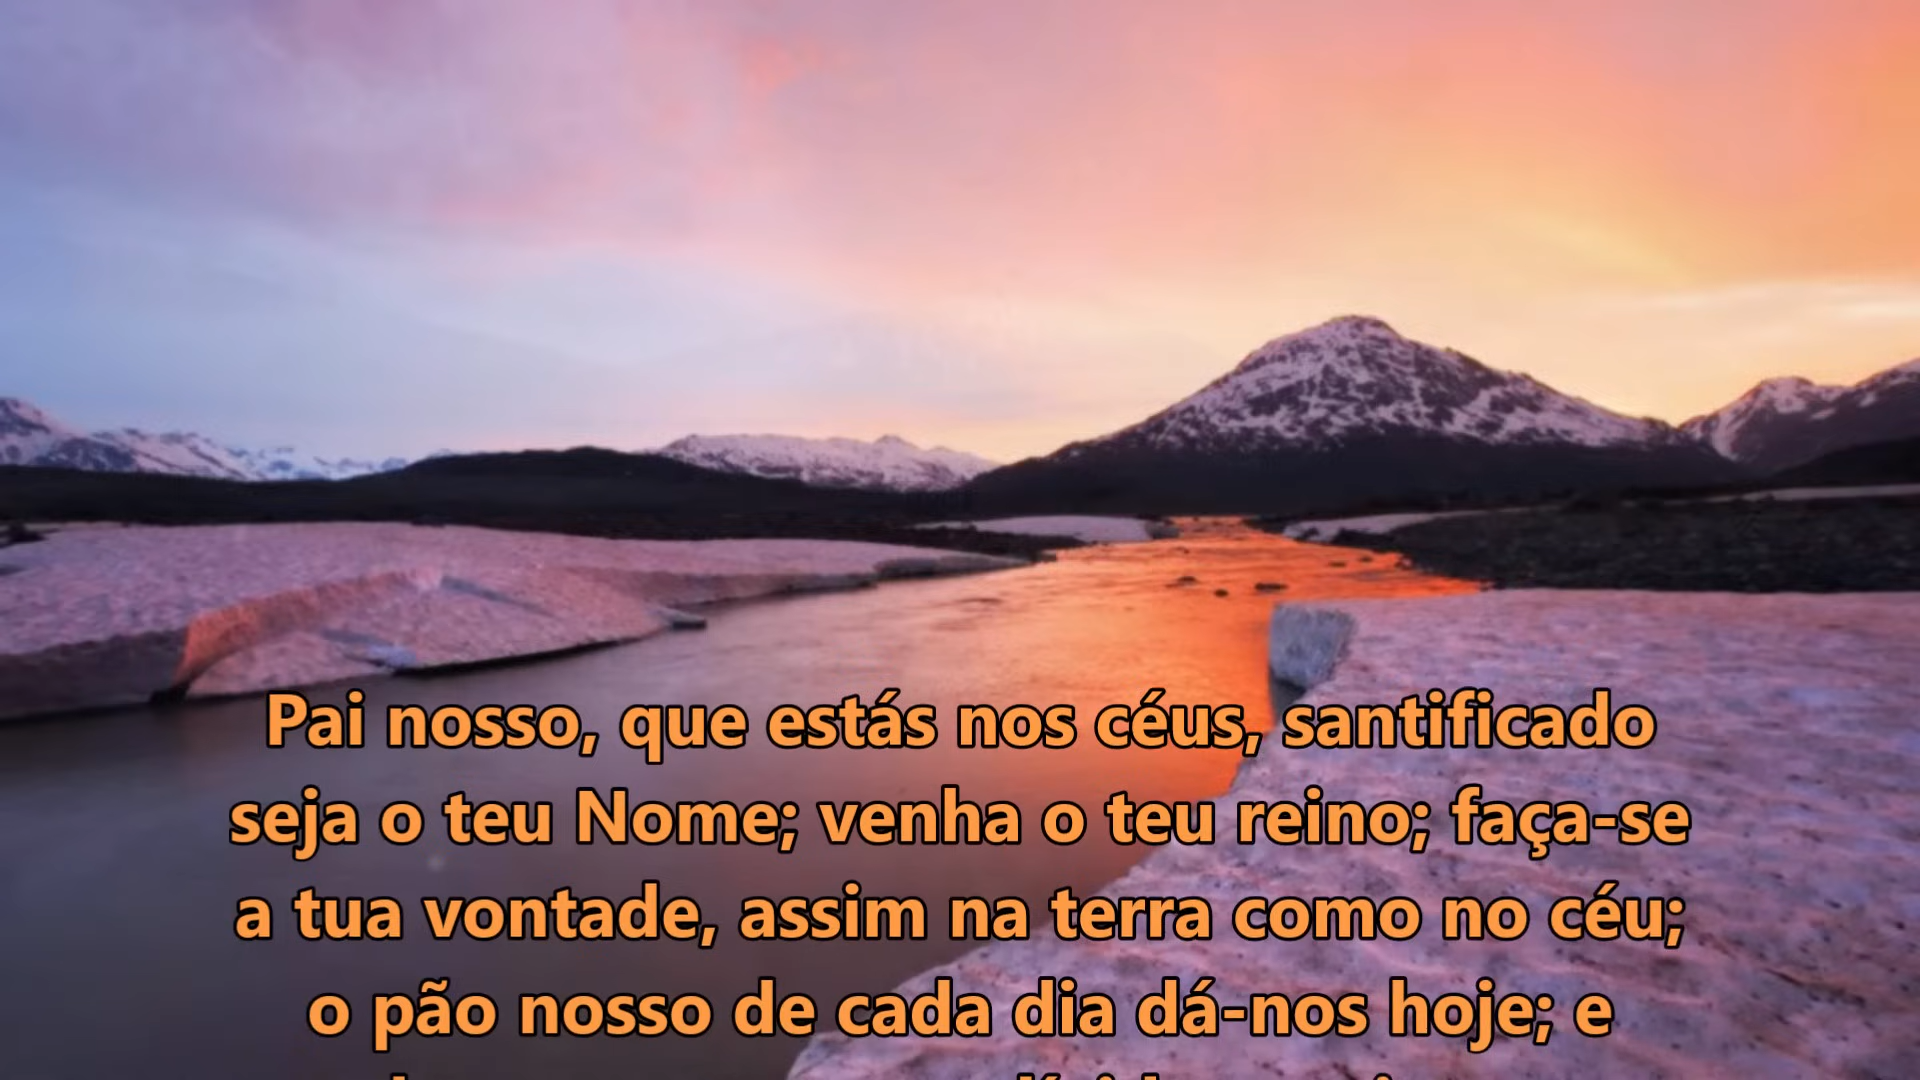 Pai nosso, que estás nos céus, santificado
seja o teu Nome; venha o teu reino; faça-se
a tua vontade, assim na terra como no céu;
o pão nosso de cada dia dá-nos hoje; e